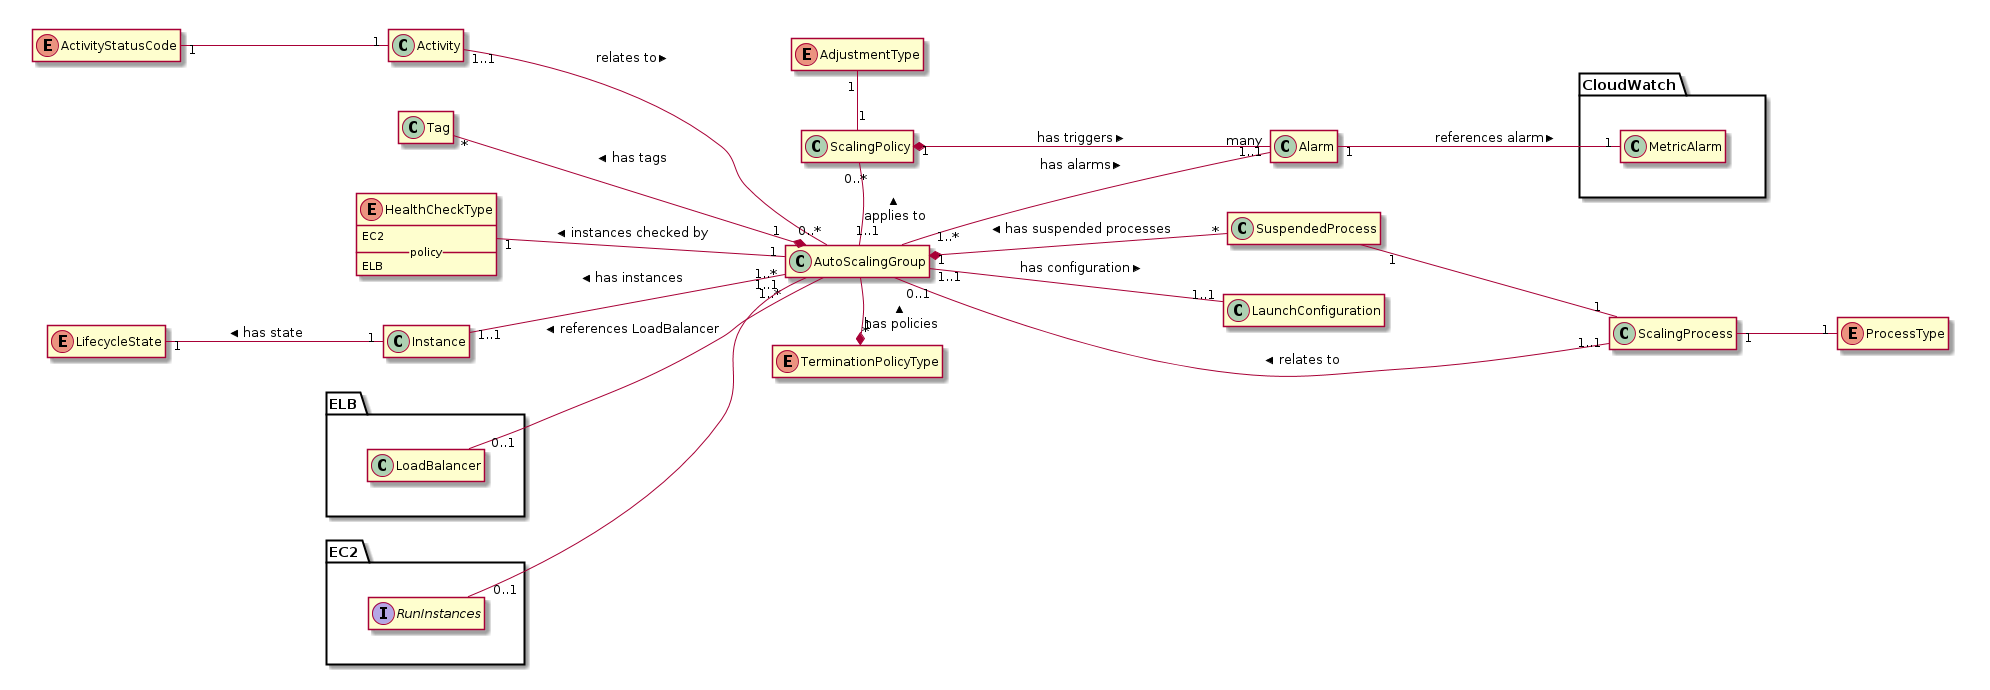 E ActivityStatusCode
1
1
C Activity
1..1
relates to ►
E AdjustmentType
1
1
CloudWatch
C Tag
*
◄ has tags
C ScalingPolicy
1
has triggers ►
many
1..1
has alarms ►
C Alarm
1
references alarm ►
1
C MetricAlarm
0..*
▲
applies to
1..1
E HealthCheckType
EC2
policy
ELB
1
◄ instances checked by
1
0..*
1
C AutoScalingGroup
1..*
1
◄ has suspended processes
*
C SuspendedProcess
1
has configuration ►
1..1
1..1
C LaunchConfiguration
◄ has instances
1..*
1..1
1..*
0..1
▲
has policies
1
*
E LifecycleState
1
◄ has state
1
C Instance
1..1
◄ references LoadBalancer
E TerminationPolicyType
◄ relates to
1
1..1
C ScalingProcess
1
1
E ProcessType
ELB
0..1
C LoadBalancer
EC2
0..1
I RunInstances